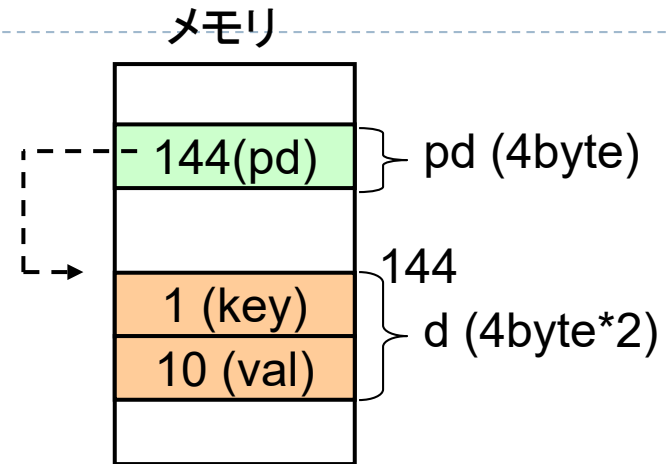 メモリ
144(pd)
pd (4byte)
144
1 (key)
d (4byte*2)
10 (val)